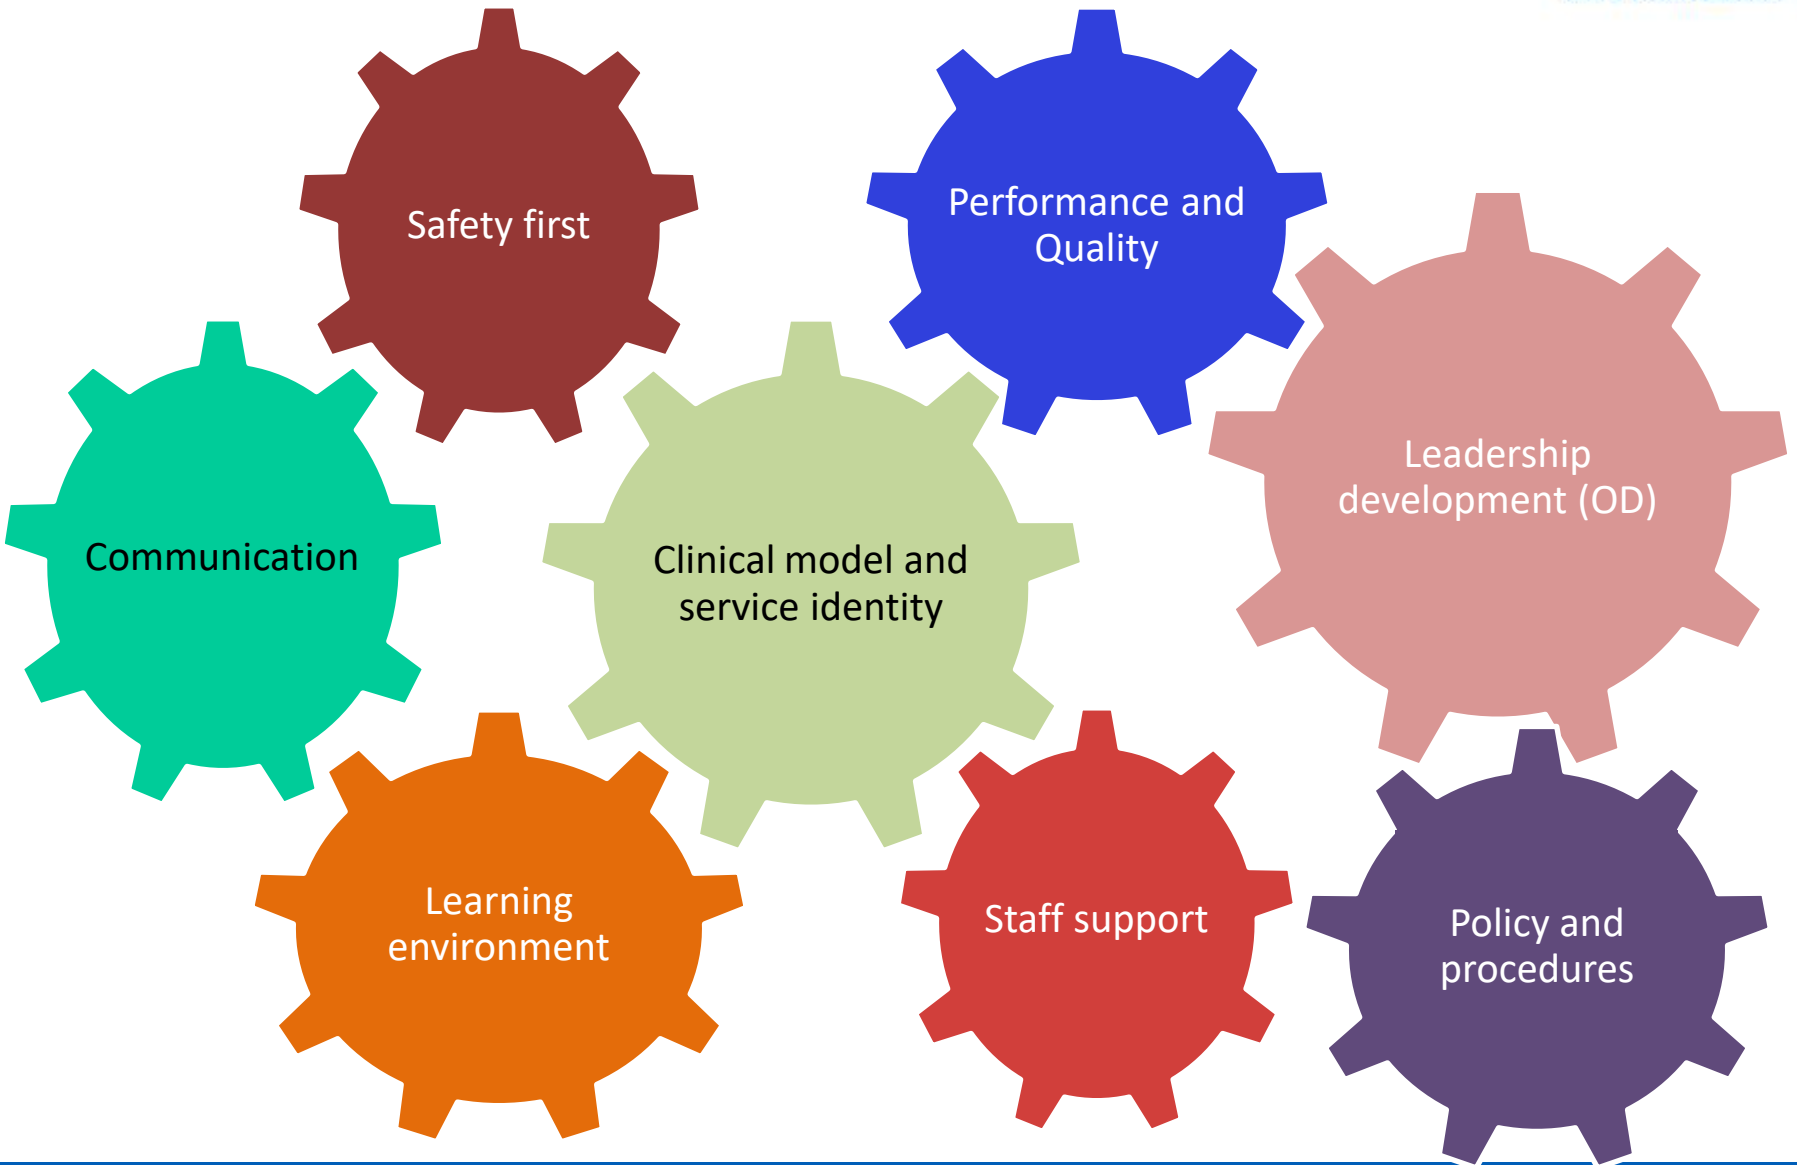 Safety first
Performance and
Quality
Leadership
development (OD)
Communication
Clinical model and
service identity
Learning
environment
Staff support
Policy and
procedures